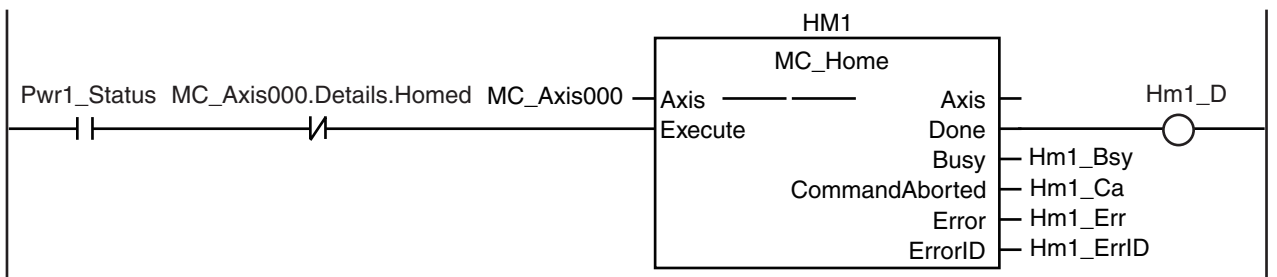 HM1
MC_Home
Pwr1_Status MC_Axis000.Details.Homed MC_Axis000 Axis Axis Hm1_D
Execute Done
Busy Hm1_Bsy
CommandAborted Hm1_Ca
Error Hm1_Err
ErrorID Hm1_ErrID